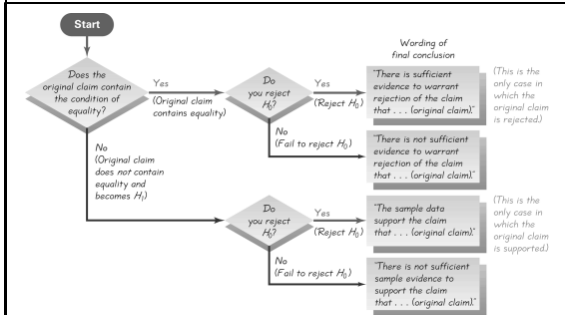 Start
Does the
original claim contain
the condition of
equality?
Yes
(Original claim
contains equality)
Do
you reject
H₀?
Yes
(Reject H₀)
Wording of
final conclusion
"There is sufficient
evidence to warrant
rejection of the claim
that . . . (original claim)."
(This is the
only case in
which the
original claim
is rejected.)
No
(Fail to reject H₀)
"There is not sufficient
evidence to warrant
rejection of the claim
that . . . (original claim)."
No
(Original claim
does not contain
equality and
becomes H₁)
Do
you reject
H₀?
Yes
(Reject H₀)
"The sample data
support the claim
that . . . (original claim)."
(This is the
only case in
which the
original claim
is supported.)
No
(Fail to reject H₀)
"There is not sufficient
sample evidence to
support the claim
that . . . (original claim)."